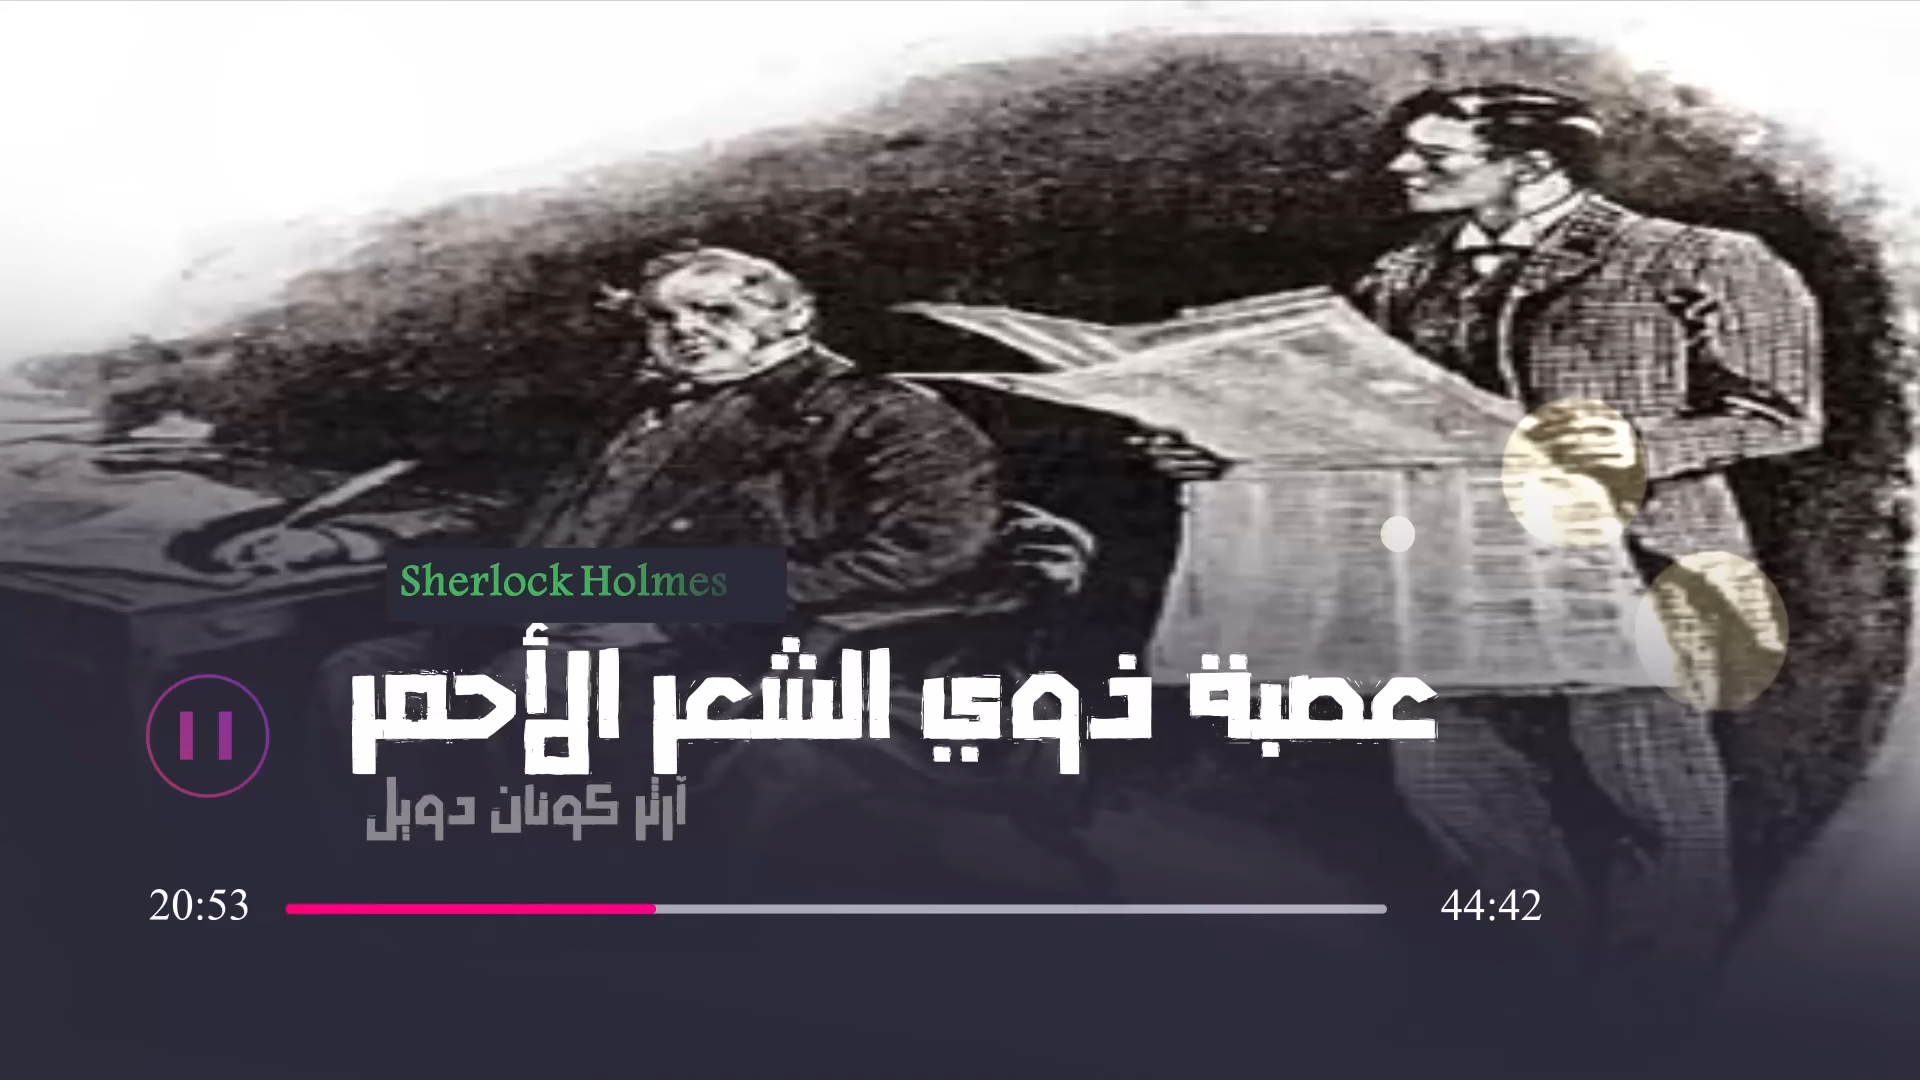 Sherlock Holmes
عصبة ذوي الشعر الأحمر
آرثر كونان دويل
20:53
44:42